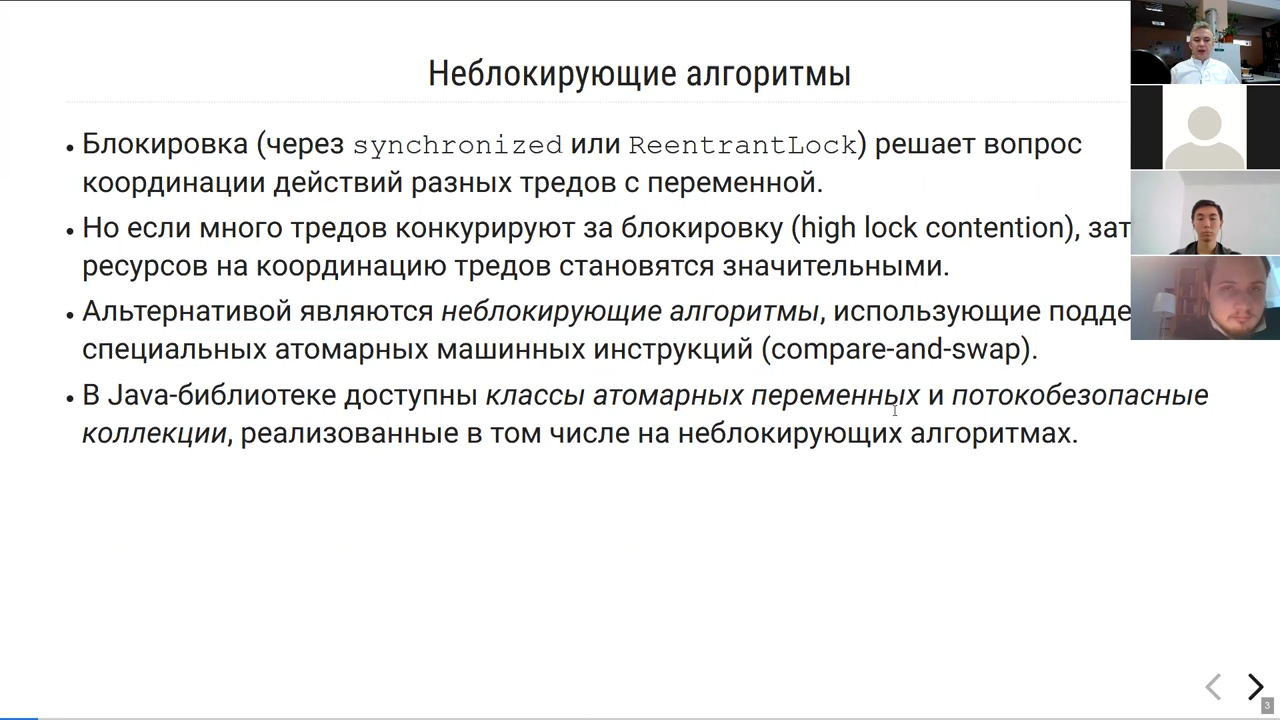 Неблокирующие алгоритмы
• Блокировка (через synchronized или ReentrantLock) решает вопрос
координации действий разных тредов с переменной.
• Но если много тредов конкурируют за блокировку (high lock contention), зат
ресурсов на координацию тредов становятся значительными.
• Альтернативой являются неблокирующие алгоритмы, использующие подде
специальных атомарных машинных инструкций (compare-and-swap).
• В Java-библиотеке доступны классы атомарных переменных и потокобезопасные
коллекции, реализованные в том числе на неблокирующих алгоритмах.
3